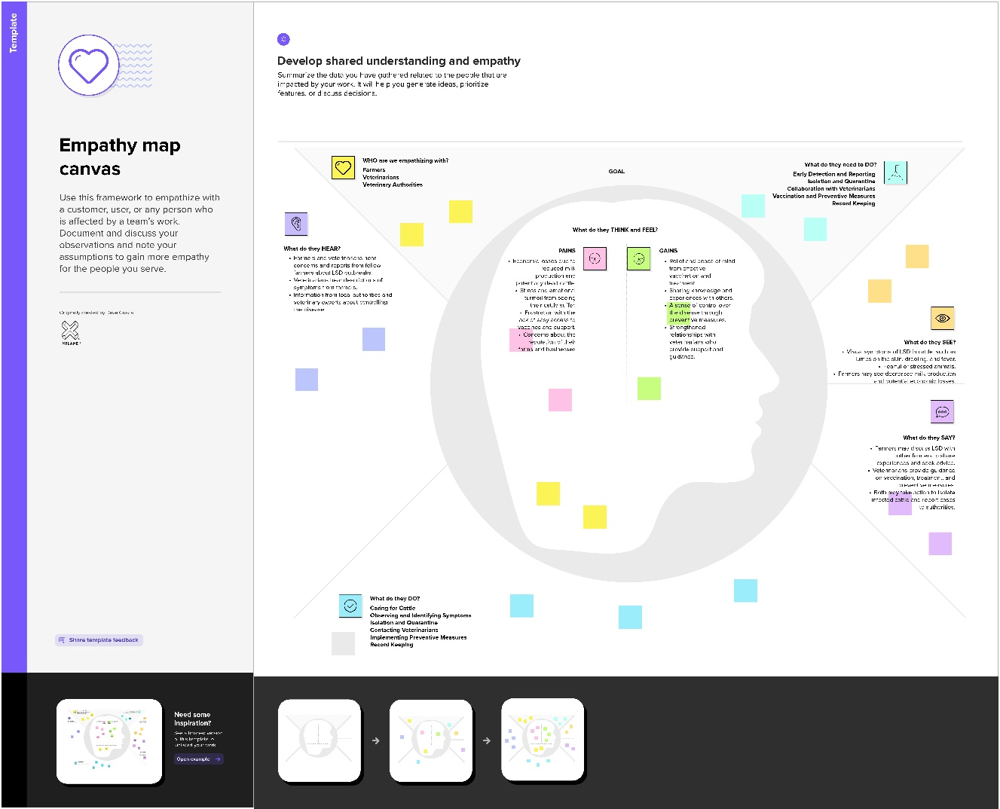 Template
Empathy map
canvas
Use this framework to empathize with
a customer, user, or any person who
is affected by a team's work.
Document and discuss your
observations and note your
assumptions to gain more empathy
for the people you serve.
Originally created by Dave Gray at
XPLANE
Share template feedback
Need some
inspiration?
See a finished version
of this template to
kickstart your work.
Open example
Develop shared understanding and empathy
Summarize the data you have gathered related to the people that are
impacted by your work. It will help you generate ideas, prioritize
features, or discuss decisions.
WHO are we empathizing with?
Farmers
Veterinarians
Veterinary Authorities
GOAL
What do they need to DO?
Early Detection and Reporting
Isolation and Quarantine
Collaboration with Veterinarians
Vaccination and Preventive Measures
Record Keeping
What do they HEAR?
• Farmers and veterinarians hear
concerns and reports from fellow
farmers about LSD outbreaks.
• Veterinarians hear descriptions of
symptoms from farmers.
• Information from local authorities and
veterinary experts about controlling
the disease.
What do they THINK and FEEL?
PAINS
• Economic losses due to
reduced milk
production and
potentially dead cattle.
• Stress and emotional
turmoil from seeing
their cattle suffer.
• Frustration with the
lack of easy access to
vaccines and support.
• Concerns about the
reputation of their
farms and businesses
GAINS
• Relief and peace of mind
from effective
vaccination and
treatment.
• Sharing knowledge and
experiences with others.
• A sense of control over
the disease through
preventive measures.
• Strengthened
relationships with
veterinarians who
provide support and
guidance.
What do they SEE?
• Visual symptoms of LSD in cattle, such as
lumps on the skin, drooling, and fever.
• Fearful or stressed animals.
• Farmers may see decreased milk production
and potential economic losses.
What do they SAY?
• Farmers may discuss LSD with
other farmers to share
experiences and seek advice.
• Veterinarians provide guidance
on vaccination, treatment, and
preventive measures.
• Both may take action to isolate
infected cattle and report cases
to authorities.
What do they DO?
Caring for Cattle
Observing and Identifying Symptoms
Isolation and Quarantine
Contacting Veterinarians
Implementing Preventive Measures
Record Keeping